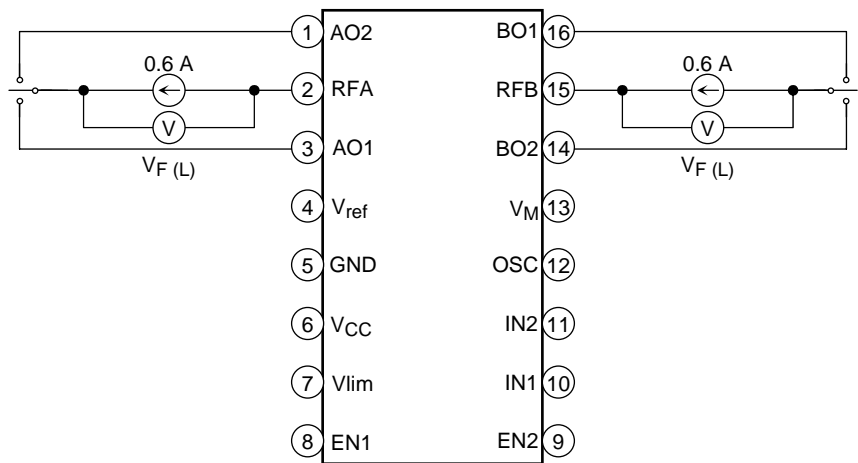 1 AO2 BO1 16
0.6 A 0.6 A
2 RFA RFB 15
V V
3 AO1 BO2 14
VF (L) VF (L)
4 Vref VM 13
5 GND OSC 12
6 VCC IN2 11
7 Vlim IN1 10
8 EN1 EN2 9